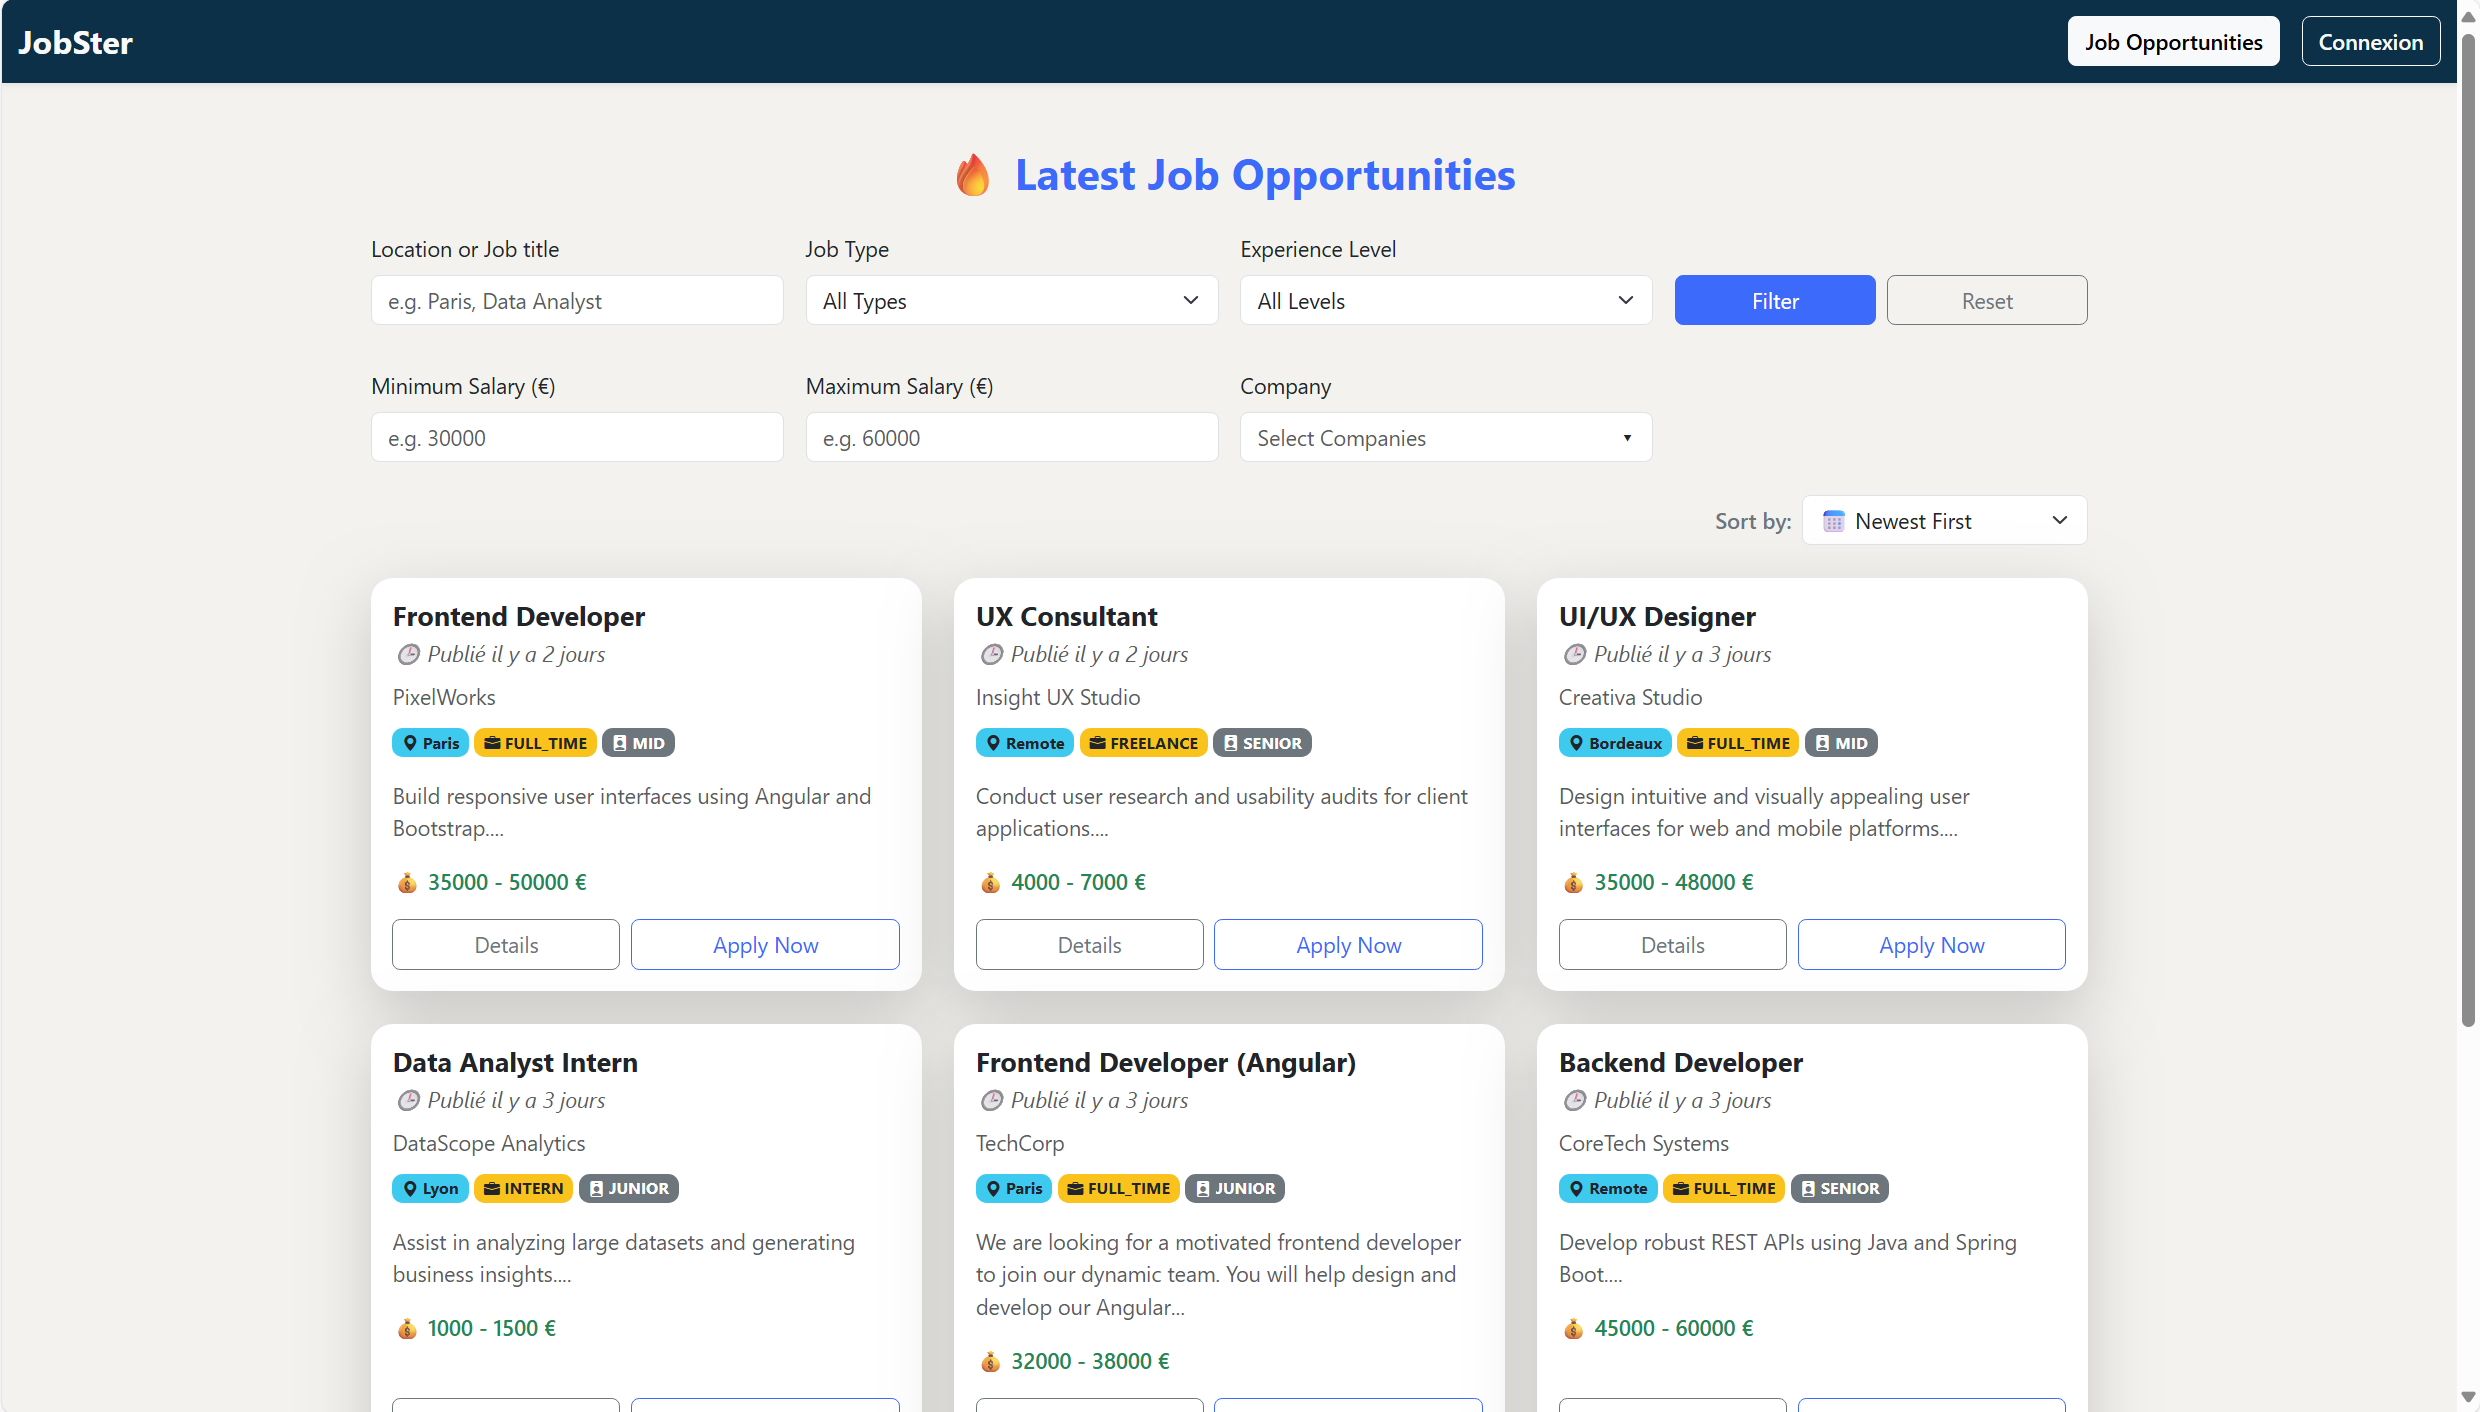 JobSter
Job Opportunities
Connexion
🔥 Latest Job Opportunities
Location or Job title
Job Type
Experience Level
e.g. Paris, Data Analyst
All Types
All Levels
Filter
Reset
Minimum Salary (€)
Maximum Salary (€)
Company
e.g. 30000
e.g. 60000
Select Companies
Sort by:
Newest First
Frontend Developer
Publié il y a 2 jours
PixelWorks
Paris FULL_TIME MID
Build responsive user interfaces using Angular and
Bootstrap....
35000 - 50000 €
Details
Apply Now
UX Consultant
Publié il y a 2 jours
Insight UX Studio
Remote FREELANCE SENIOR
Conduct user research and usability audits for client
applications....
4000 - 7000 €
Details
Apply Now
UI/UX Designer
Publié il y a 3 jours
Creativa Studio
Bordeaux FULL_TIME MID
Design intuitive and visually appealing user
interfaces for web and mobile platforms....
35000 - 48000 €
Details
Apply Now
Data Analyst Intern
Publié il y a 3 jours
DataScope Analytics
Lyon INTERN JUNIOR
Assist in analyzing large datasets and generating
business insights....
1000 - 1500 €
Frontend Developer (Angular)
Publié il y a 3 jours
TechCorp
Paris FULL_TIME JUNIOR
We are looking for a motivated frontend developer
to join our dynamic team. You will help design and
develop our Angular...
32000 - 38000 €
Backend Developer
Publié il y a 3 jours
CoreTech Systems
Remote FULL_TIME SENIOR
Develop robust REST APIs using Java and Spring
Boot....
45000 - 60000 €